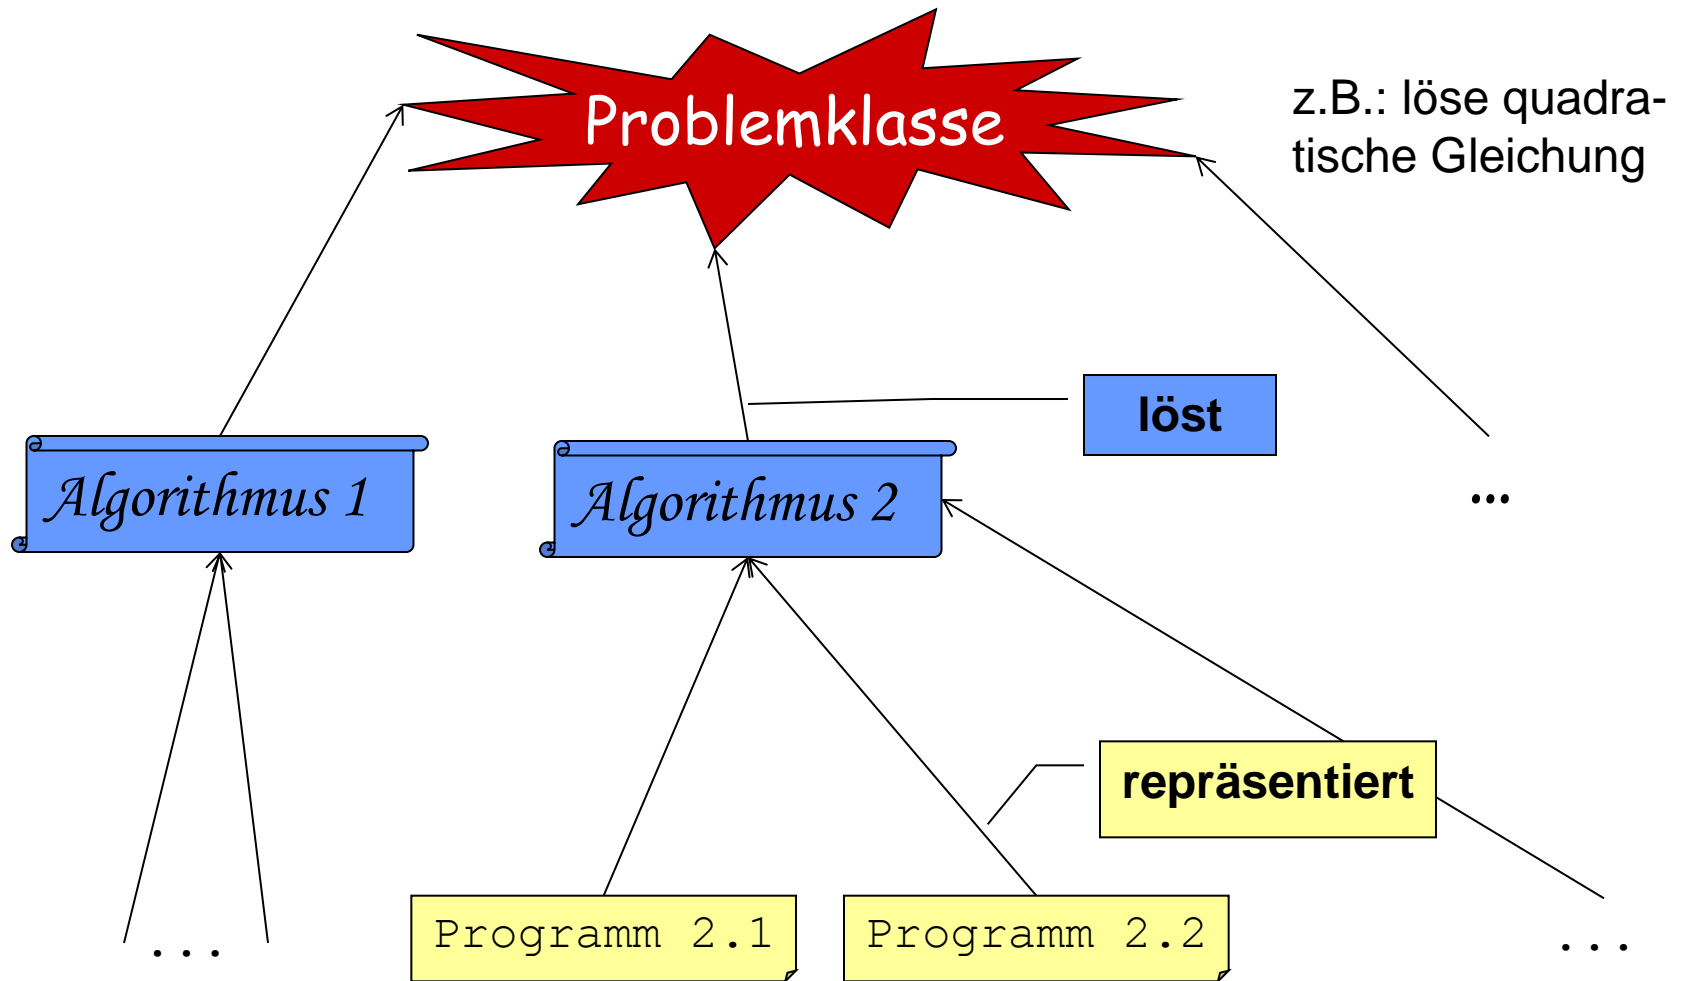 Problemklasse
z.B.: löse quadra-
tische Gleichung
löst
Algorithmus 1
Algorithmus 2
...
repräsentiert
...
Programm 2.1
Programm 2.2
...